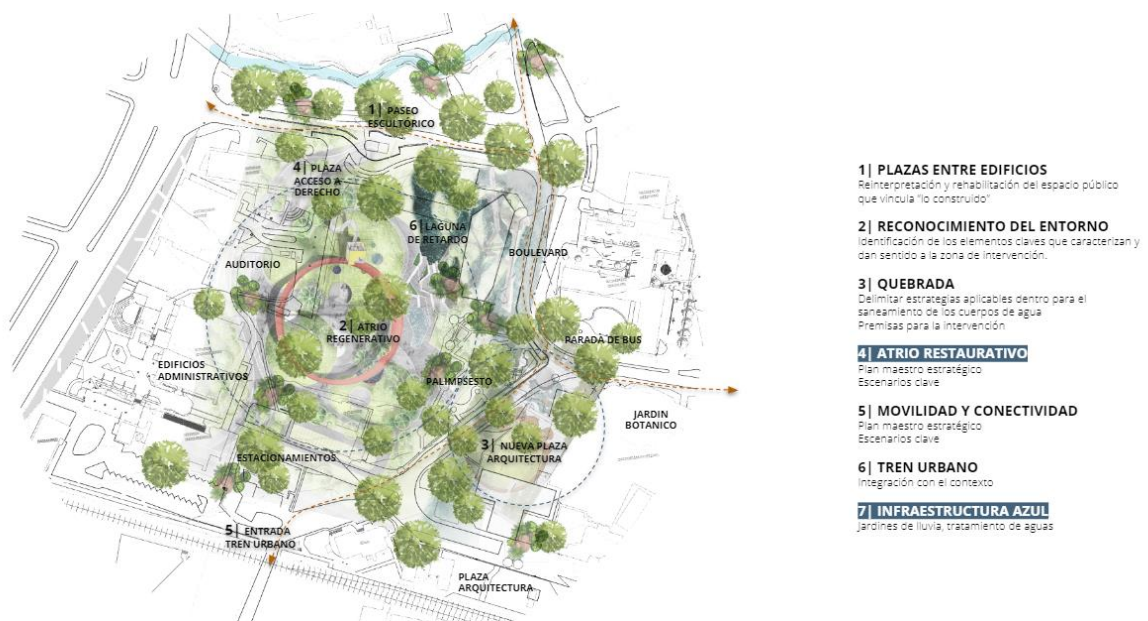 1| PASEO
ESCULTÓRICO
4| PLAZA
ACCESO A
DERECHO
6| LAGUNA
DE RETARDO
BOULEVARD
AUDITORIO
2| ATRIO
REGENERATIVO
PARADA DE BUS
EDIFICIOS
ADMINISTRATIVOS
PALIMPSESTO
JARDIN
BOTANICO
3| NUEVA PLAZA
ARQUITECTURA
ESTACIONAMIENTOS
5| ENTRADA
TREN URBANO
PLAZA
ARQUITECTURA
1| PLAZAS ENTRE EDIFICIOS
Reinterpretación y rehabilitación del espacio público
que vincula "lo construido"
2| RECONOCIMIENTO DEL ENTORNO
Identificación de los elementos claves que caracterizan y
dan sentido a la zona de intervención.
3| QUEBRADA
Delimitar estrategias aplicables dentro para el
saneamiento de los cuerpos de agua
Premisas para la intervención
4| ATRIO RESTAURATIVO
Plan maestro estratégico
Escenarios clave
5| MOVILIDAD Y CONECTIVIDAD
Plan maestro estratégico
Escenarios clave
6| TREN URBANO
Integración con el contexto
7| INFRAESTRUCTURA AZUL
Jardines de lluvia, tratamiento de aguas